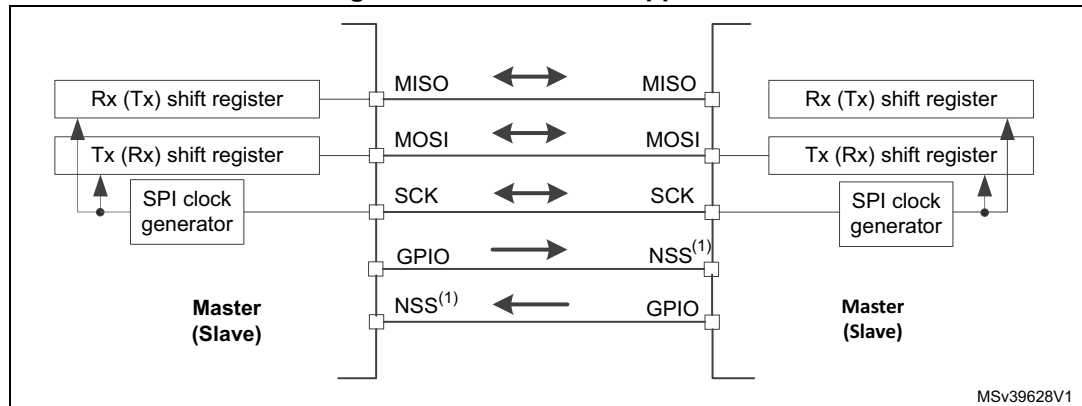 MISO MISO
Rx (Tx) shift register Rx (Tx) shift register
MOSI MOSI
Tx (Rx) shift register Tx (Rx) shift register
SPI clock
generator
SCK SCK
SPI clock
generator
GPIO NSS(1)
NSS(1) GPIO
Master
(Slave)
Master
(Slave)
MSv39628V1